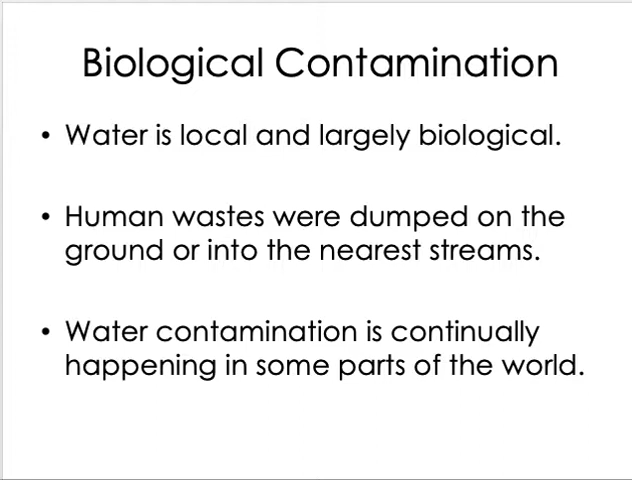 Biological Contamination
• Water is local and largely biological.
• Human wastes were dumped on the
ground or into the nearest streams.
• Water contamination is continually
happening in some parts of the world.